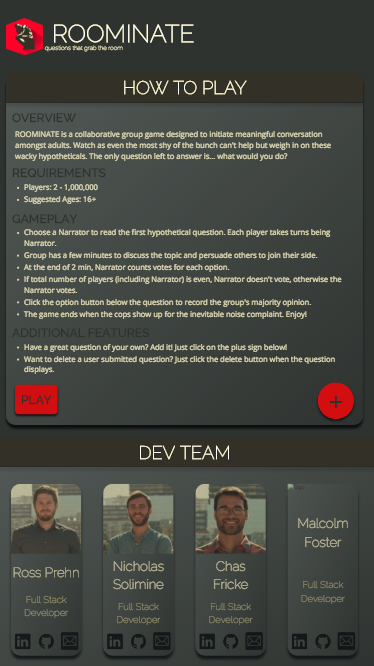 ROOMINATE
questions that grab the room
HOW TO PLAY
OVERVIEW
ROOMINATE is a collaborative group game designed to initiate meaningful conversation
amongst adults. Watch as even the most shy of the bunch can't help but weigh in on these
wacky hypotheticals. The only question left to answer is... what would you do?
REQUIREMENTS
• Players: 2 - 1,000,000
• Suggested Ages: 16+
GAMEPLAY
• Choose a Narrator to read the first hypothetical question. Each player takes turns being
Narrator.
• Group has a few minutes to discuss the topic and persuade others to join their side.
• At the end of 2 min, Narrator counts votes for each option.
• If total number of players (including Narrator) is even, Narrator doesn't vote, otherwise the
Narrator votes.
• Click the option button below the question to record the group's majority opinion.
• The game ends when the cops show up for the inevitable noise complaint. Enjoy!
ADDITIONAL FEATURES
• Have a great question of your own? Add it! Just click on the plus sign below!
• Want to delete a user submitted question? Just click the delete button when the question
displays.
PLAY
+
DEV TEAM
Ross Prehn
Full Stack
Developer
Nicholas
Solimine
Full Stack
Developer
Chas
Fricke
Full Stack
Developer
Malcolm
Foster
Full Stack
Developer